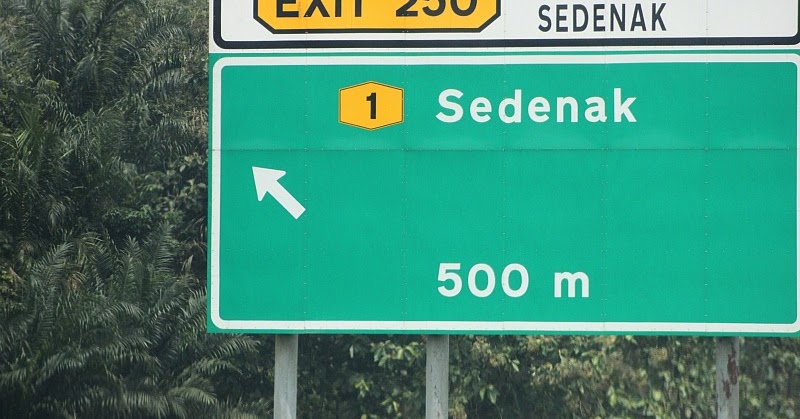 EXIT 250
SEDENAK
1 Sedenak
500 m